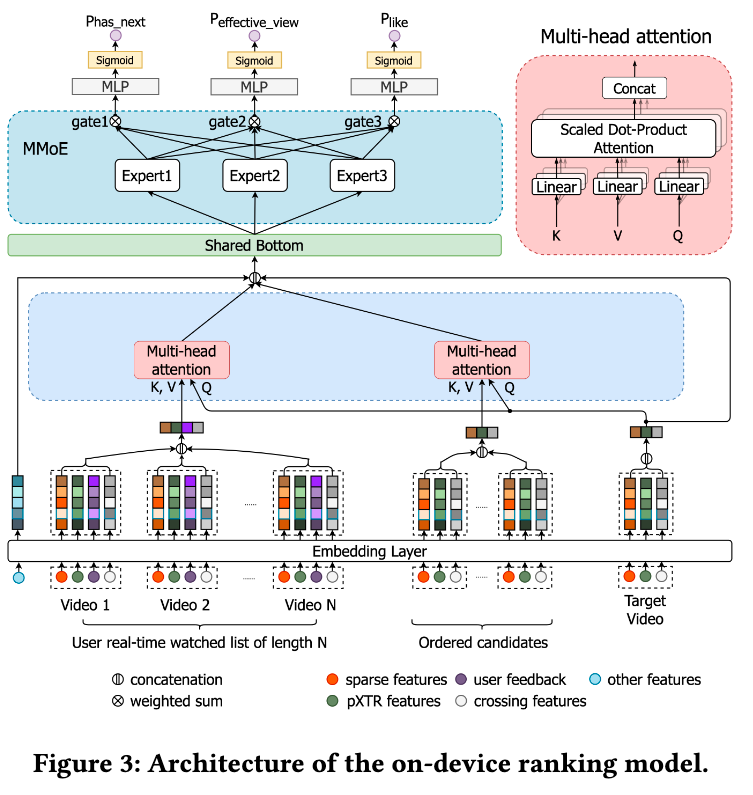 Phas_next
Peffective_view
Plike
Multi-head attention
Sigmoid
Sigmoid
Sigmoid
MLP
MLP
MLP
gate1
gate2
gate3
MMoE
Expert1
Expert2
Expert3
Concat
Scaled Dot-Product
Attention
Linear
Linear
Linear
K
V
Q
Shared Bottom
Multi-head
attention
K, V
Q
Multi-head
attention
K, V
Q
......
......
Embedding Layer
......
......
Video 1
Video 2
Video N
Target
Video
User real-time watched list of length N
Ordered candidates
concatenation
sparse features
user feedback
other features
weighted sum
pXTR features
crossing features
Figure 3: Architecture of the on-device ranking model.